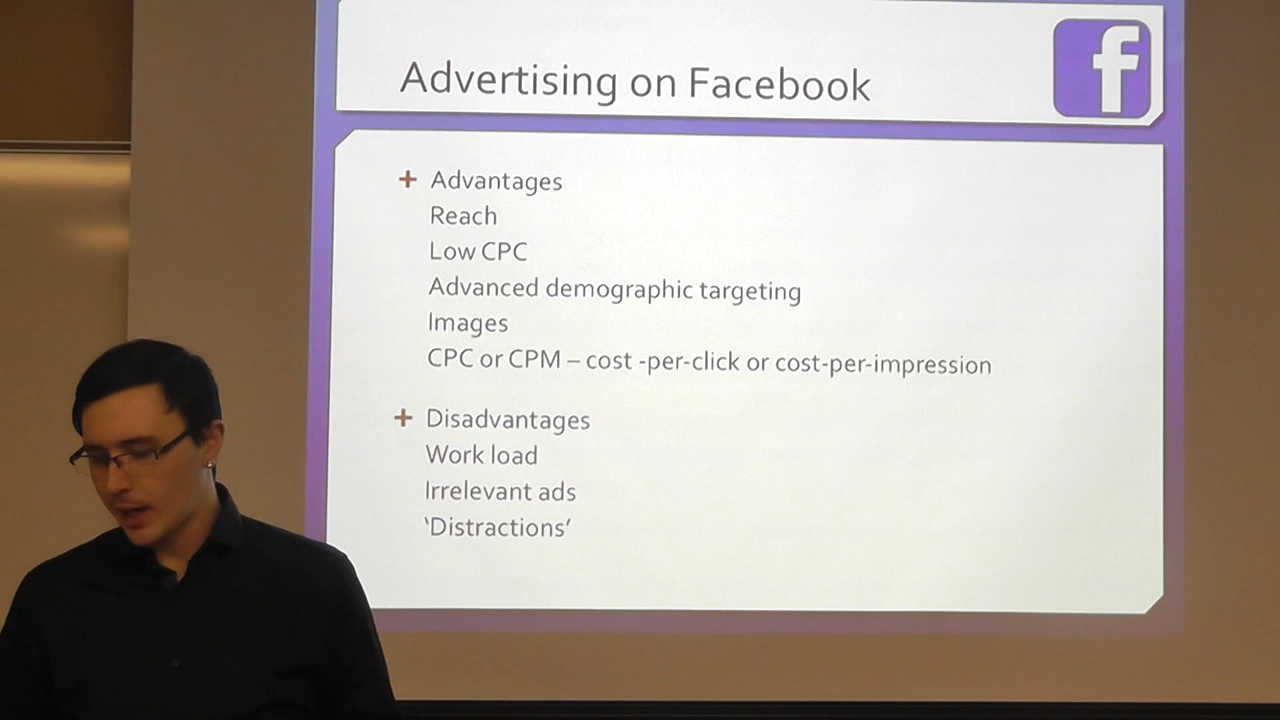 Advertising on Facebook
f
+ Advantages
Reach
Low CPC
Advanced demographic targeting
Images
CPC or CPM – cost -per-click or cost-per-impression
+ Disadvantages
Work load
Irrelevant ads
‘Distractions’